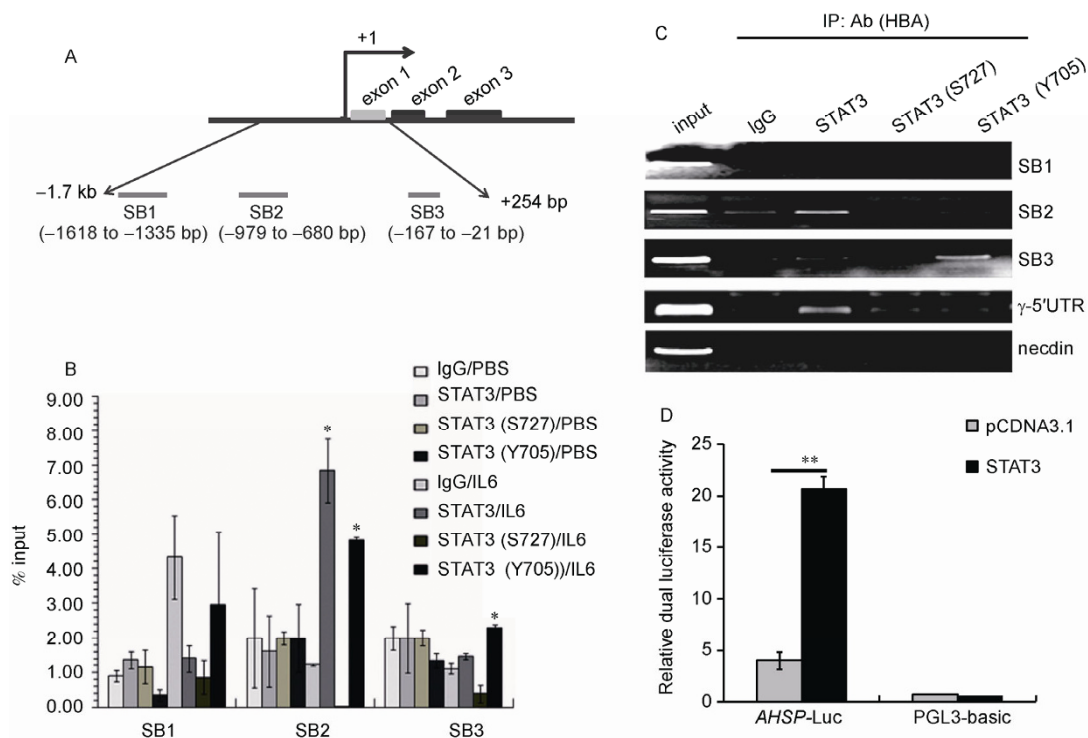 A
+1
exon 1
exon 2
exon 3
–1.7 kb
+254 bp
SB1
SB2
SB3
(–1618 to –1335 bp)
(–979 to –680 bp)
(–167 to –21 bp)
B
9.00
8.00
7.00
6.00
5.00
4.00
3.00
2.00
1.00
0.00
% input
IgG/PBS
STAT3/PBS
STAT3 (S727)/PBS
STAT3 (Y705)/PBS
IgG/IL6
STAT3/IL6
STAT3 (S727)/IL6
STAT3 (Y705))/IL6
*
*
*
SB1
SB2
SB3
C
IP: Ab (HBA)
input
IgG
STAT3
STAT3 (S727)
STAT3 (Y705)
SB1
SB2
SB3
γ-5′UTR
necdin
D
pCDNA3.1
STAT3
Relative dual luciferase activity
25
20
15
10
5
0
**
AHSP-Luc
PGL3-basic